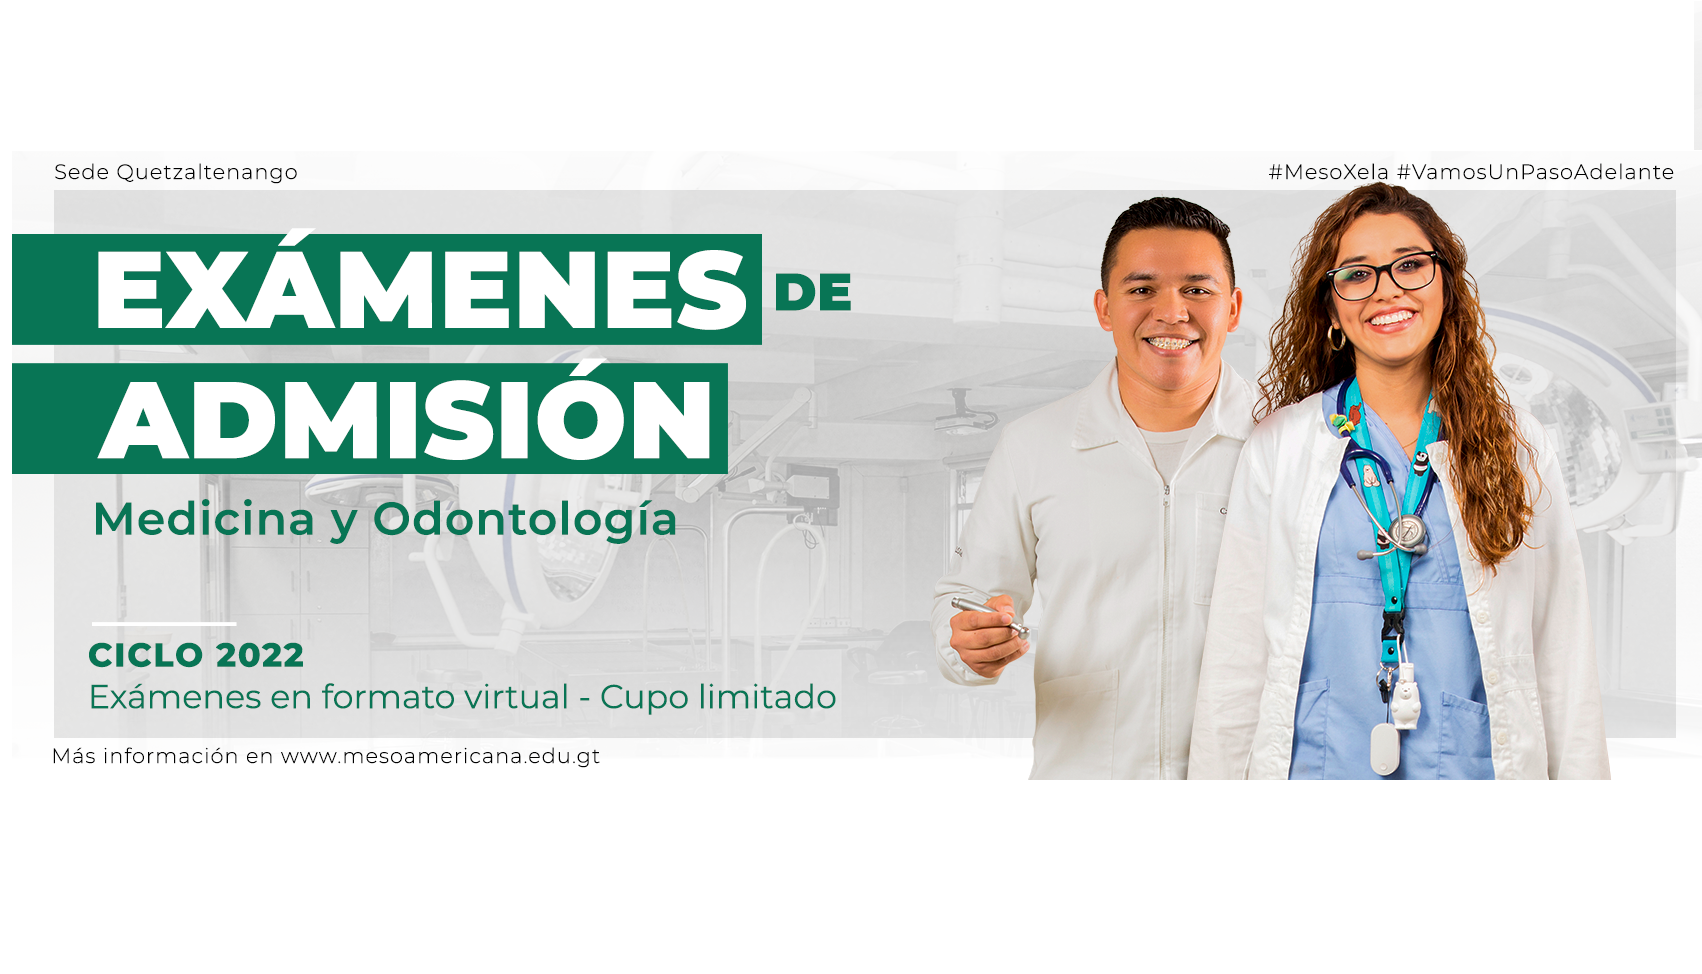 Sede Quetzaltenango
#MesoXela #VamosUnPasoAdelante
EXÁMENES DE
ADMISIÓN
Medicina y Odontología
CICLO 2022
Exámenes en formato virtual - Cupo limitado
Más información en www.mesoamericana.edu.gt